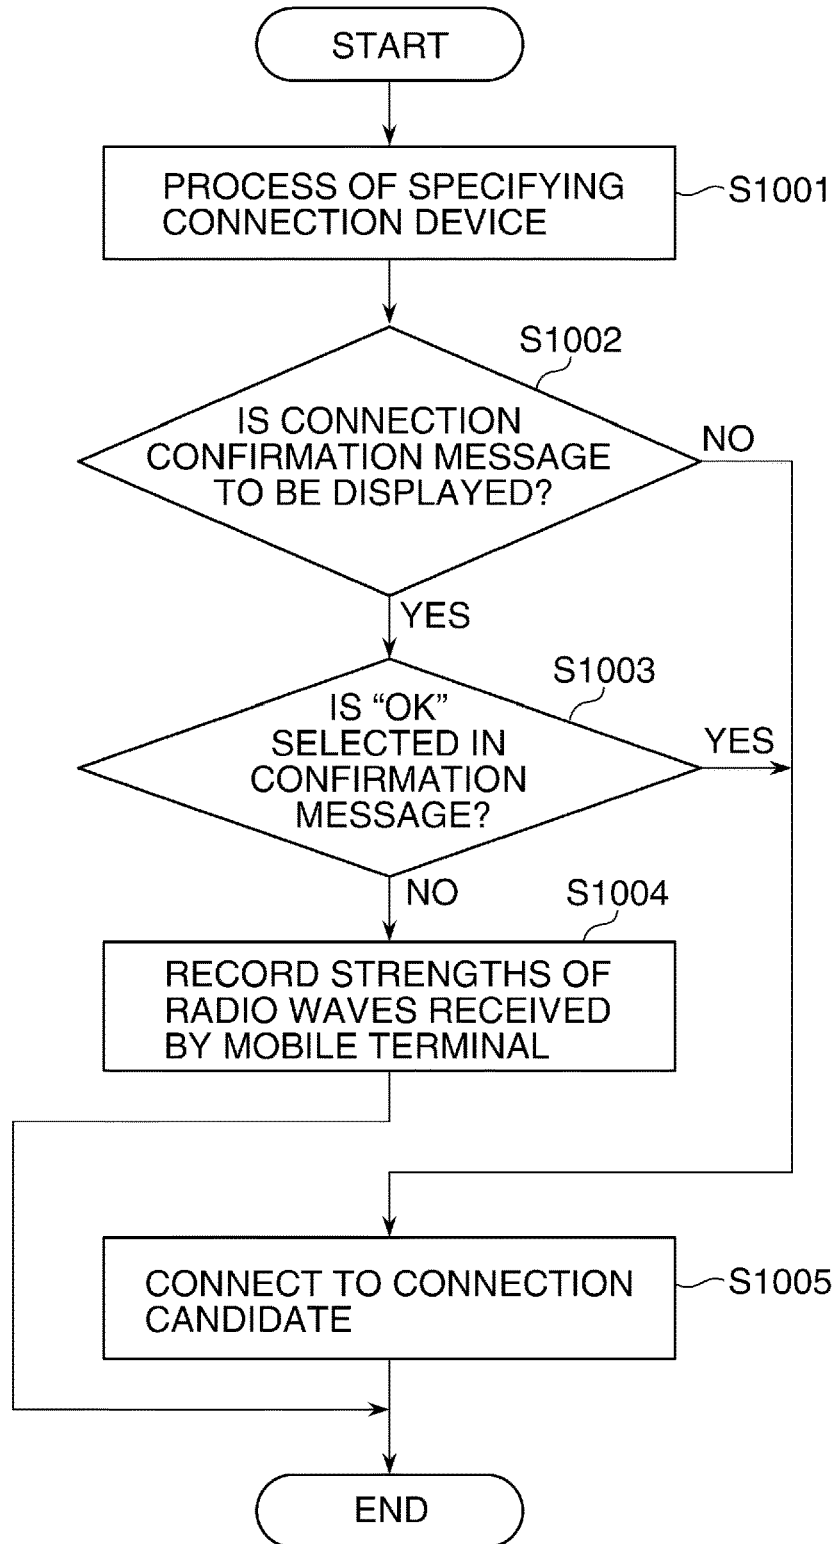 START
PROCESS OF SPECIFYING
CONNECTION DEVICE
S1001
S1002
IS CONNECTION
CONFIRMATION MESSAGE
TO BE DISPLAYED?
NO
YES
S1003
IS “OK”
SELECTED IN
CONFIRMATION
MESSAGE?
YES
NO
S1004
RECORD STRENGTHS OF
RADIO WAVES RECEIVED
BY MOBILE TERMINAL
CONNECT TO CONNECTION
CANDIDATE
S1005
END